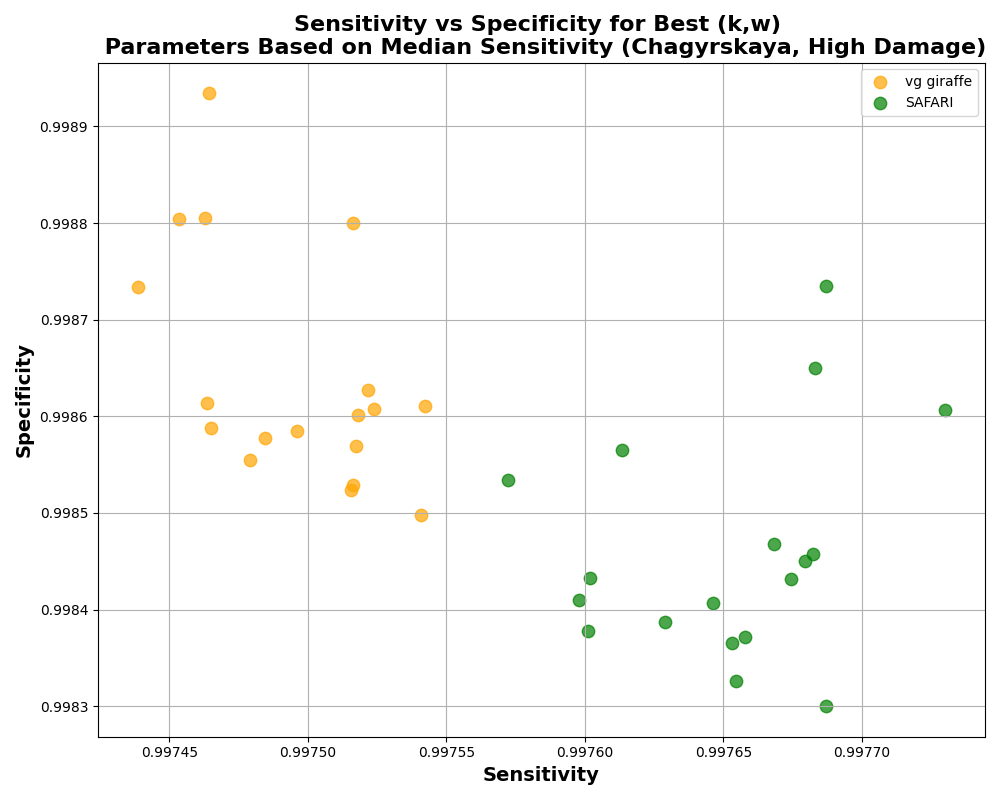 Sensitivity vs Specificity for Best (k,w)
Parameters Based on Median Sensitivity (Chagyrskaya, High Damage)
vg giraffe
SAFARI
0.9989
0.9988
0.9987
0.9986
0.9985
0.9984
0.9983
Specificity
0.99745
0.99750
0.99755
0.99760
0.99765
0.99770
Sensitivity